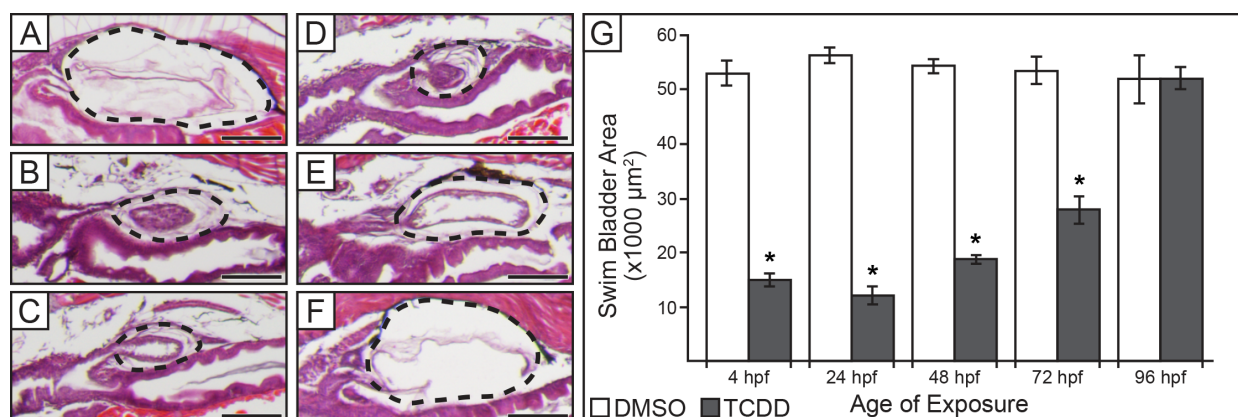 A
B
C
D
E
F
G
Swim Bladder Area
(x1000 µm²)
60
50
40
30
20
10
*
*
*
*
4 hpf
24 hpf
48 hpf
72 hpf
96 hpf
DMSO
TCDD
Age of Exposure